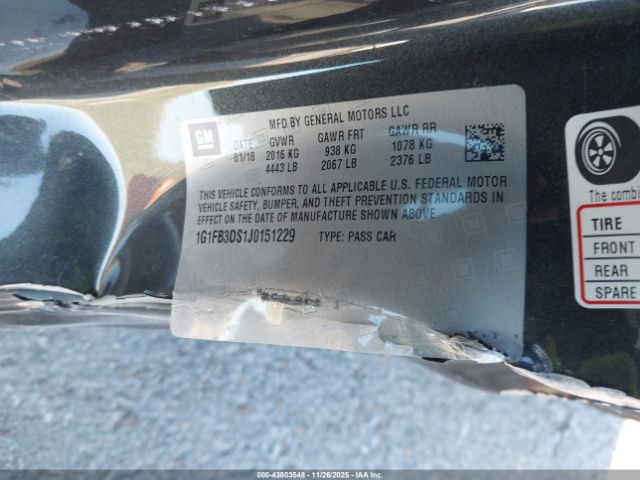 MFD BY GENERAL MOTORS LLC
GM DATE GVWR GAWR FRT GAWR RR
01/18 2016 KG 938 KG 1078 KG
4443 LB 2067 LB 2376 LB
THIS VEHICLE CONFORMS TO ALL APPLICABLE U.S. FEDERAL MOTOR
VEHICLE SAFETY, BUMPER, AND THEFT PREVENTION STANDARDS IN
EFFECT ON THE DATE OF MANUFACTURE SHOWN ABOVE.
1G1FB3DS1J0151229 TYPE: PASS CAR
The combin
TIRE
FRONT
REAR
SPARE
00-43803548 - 11/26/2025 - IAA Inc.